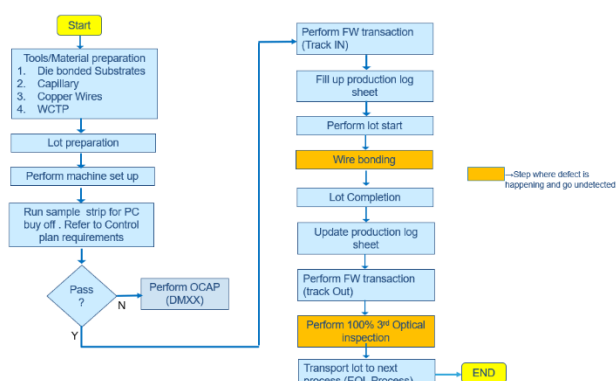 Start
Tools/Material preparation
1. Die bonded Substrates
2. Capillary
3. Copper Wires
4. WCTP
Lot preparation
Perform machine set up
Run sample strip for PC
buy off . Refer to Control
plan requirements
Pass
?
N
Y
Perform OCAP
(DMXX)
Perform FW transaction
(Track IN)
Fill up production log
sheet
Perform lot start
Wire bonding
Lot Completion
Update production log
sheet
Perform FW transaction
(track Out)
Perform 100% 3rd Optical
inspection
Transport lot to next
process (EOL Process)
END
→Step where defect is
happening and go undetected